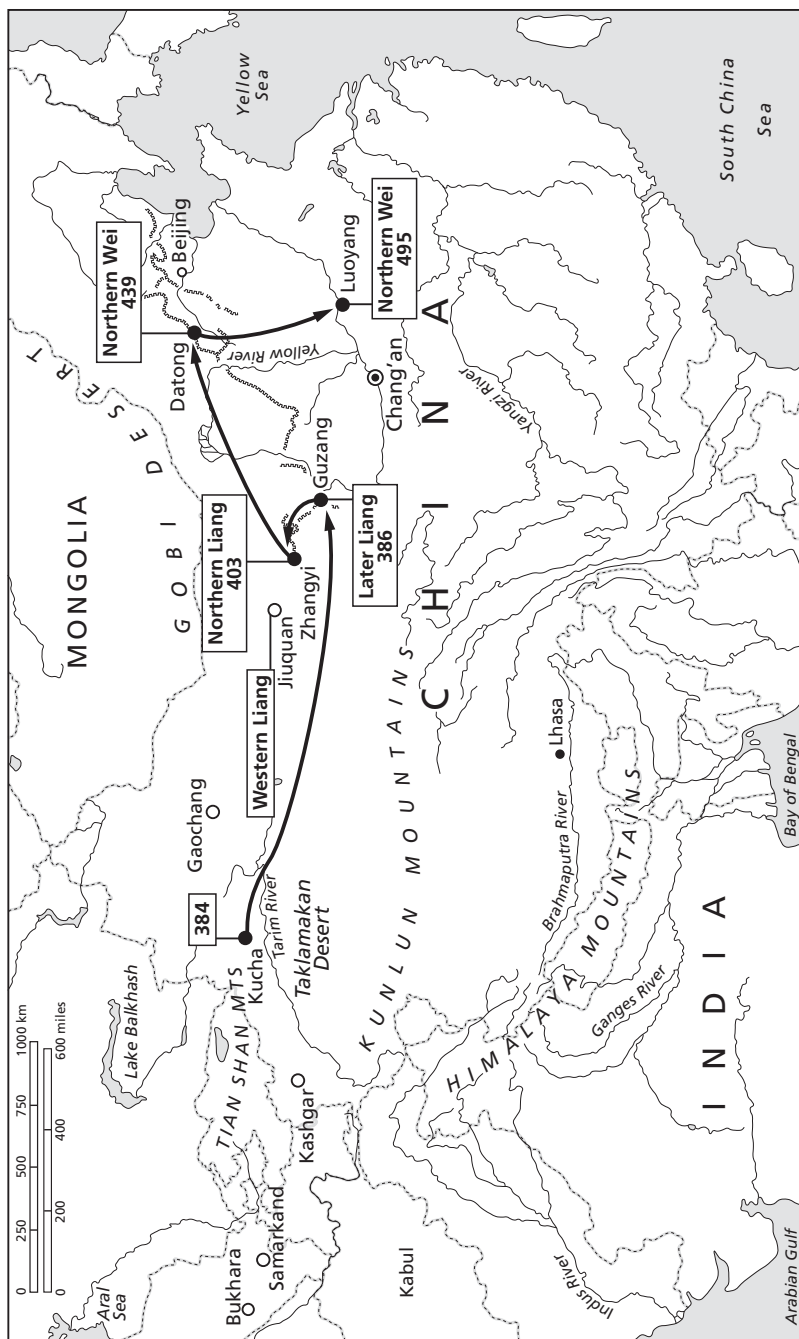 0 250 500 750 1000 km
0 200 400 600 miles
Aral
Sea
Lake Balkhash
MONGOLIA
GOBI DESERT
Northern Wei
439
Yellow
Sea
Bukhara
Samarkand
TIAN SHAN MTS
Kashgar
384
Kucha
Gaochang
Tarim River
Taklamakan
Desert
Western Liang
Jiuquan
Northern Liang
403
Zhangyi
Guzang
Later Liang
386
Datong
Beijing
Yellow River
Luoyang
Northern Wei
495
Chang'an
Kabul
KUNLUN MOUNTAINS
CHINA
Yangzi River
Lhasa
Brahmaputra River
HIMALAYA MOUNTAINS
Ganges River
INDIA
Indus River
Arabian Gulf
Bay of Bengal
South China
Sea